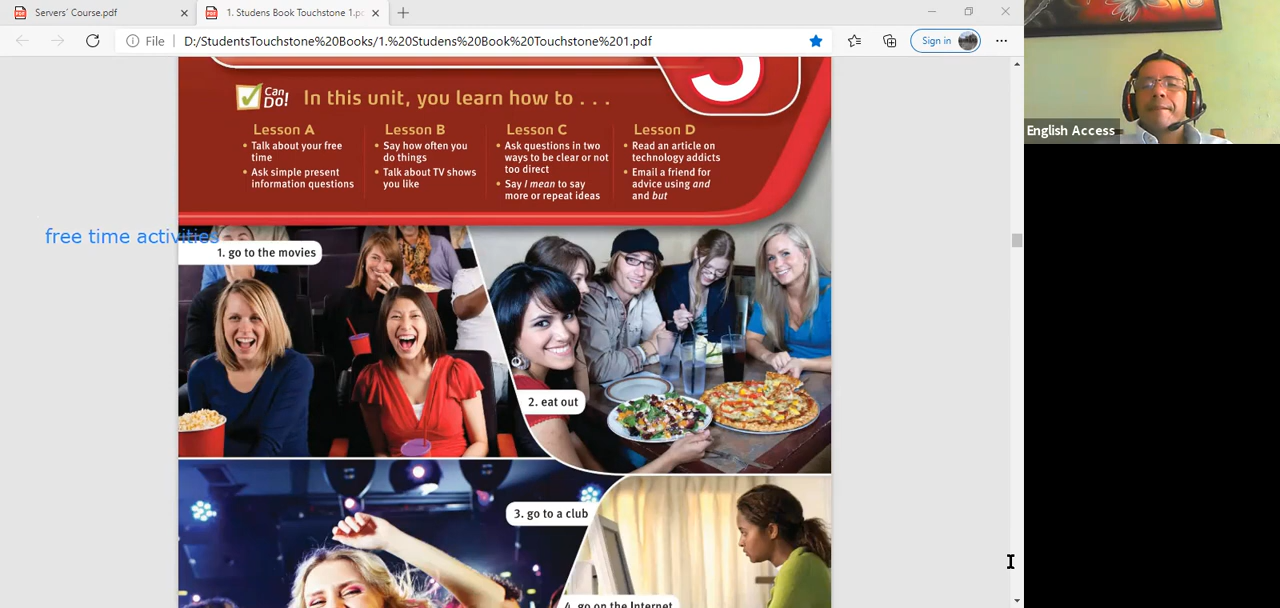 Servers' Course.pdf
1. Studens Book Touchstone 1.p
File
D:/StudentsTouchstone%20Books/1.%20Studens%20Book%20Touchstone%201.pdf
Sign in
Can Do!
In this unit, you learn how to . . .
Lesson A
• Talk about your free
time
• Ask simple present
information questions
Lesson B
• Say how often you
do things
• Talk about TV shows
you like
Lesson C
• Ask questions in two
ways to be clear or not
too direct
• Say I mean to say
more or repeat ideas
Lesson D
• Read an article on
technology addicts
• Email a friend for
advice using and
and but
free time activities
1. go to the movies
2. eat out
3. go to a club
4. go on the Internet
English Access